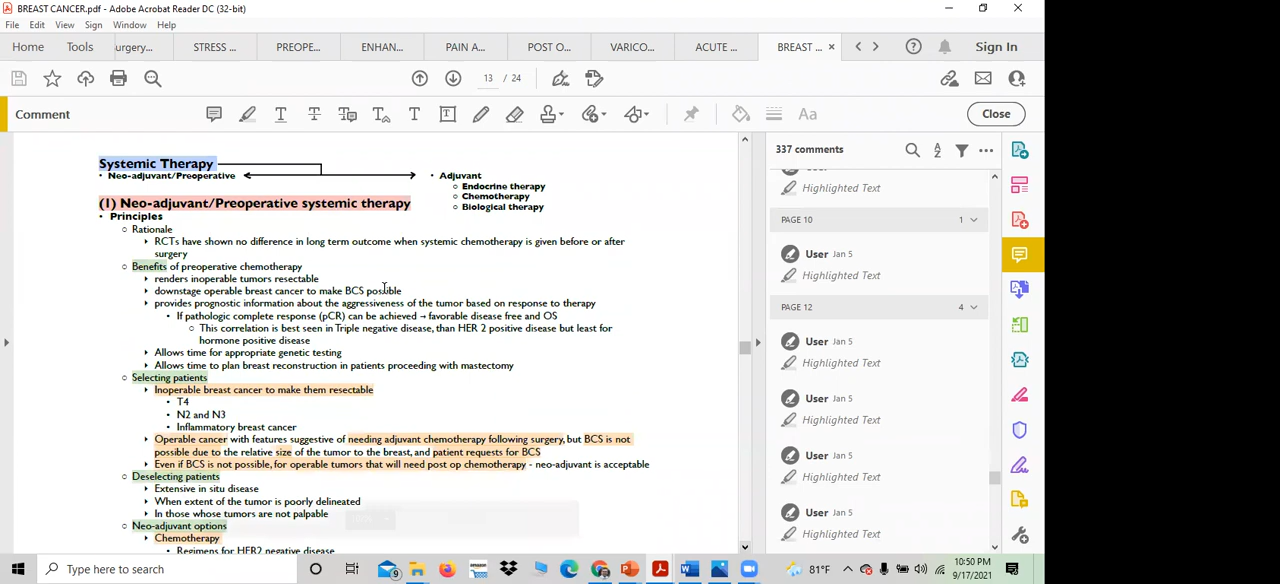 BREAST CANCER.pdf - Adobe Acrobat Reader DC (32-bit)
File Edit View Sign Window Help
Home Tools urgery... STRESS ... PREOPE... ENHAN... PAIN A... POST O... VARICO... ACUTE ... BREAST ... × Sign In
13 / 24
Comment Close
Systemic Therapy
• Neo-adjuvant/Preoperative
• Adjuvant
Endocrine therapy
Chemotherapy
Biological therapy
(1) Neo-adjuvant/Preoperative systemic therapy
• Principles
Rationale
RCTs have shown no difference in long term outcome when systemic chemotherapy is given before or after
surgery
Benefits of preoperative chemotherapy
renders inoperable tumors resectable
downstage operable breast cancer to make BCS possible
provides prognostic information about the aggressiveness of the tumor based on response to therapy
• If pathologic complete response (pCR) can be achieved → favorable disease free and OS
This correlation is best seen in Triple negative disease, than HER 2 positive disease but least for
hormone positive disease
Allows time for appropriate genetic testing
Allows time to plan breast reconstruction in patients proceeding with mastectomy
Selecting patients
Inoperable breast cancer to make them resectable
• T4
• N2 and N3
• Inflammatory breast cancer
Operable cancer with features suggestive of needing adjuvant chemotherapy following surgery, but BCS is not
possible due to the relative size of the tumor to the breast, and patient requests for BCS
Even if BCS is not possible, for operable tumors that will need post op chemotherapy - neo-adjuvant is acceptable
Deselecting patients
Extensive in situ disease
When extent of the tumor is poorly delineated
In those whose tumors are not palpable
Neo-adjuvant options
Chemotherapy
• Regimens for HER2 negative disease
337 comments
Highlighted Text
PAGE 10 1
User Jan 5
Highlighted Text
PAGE 12 4
User Jan 5
Highlighted Text
User Jan 5
Highlighted Text
User Jan 5
Highlighted Text
User Jan 5
Highlighted Text
Type here to search
81°F
10:50 PM
9/17/2021